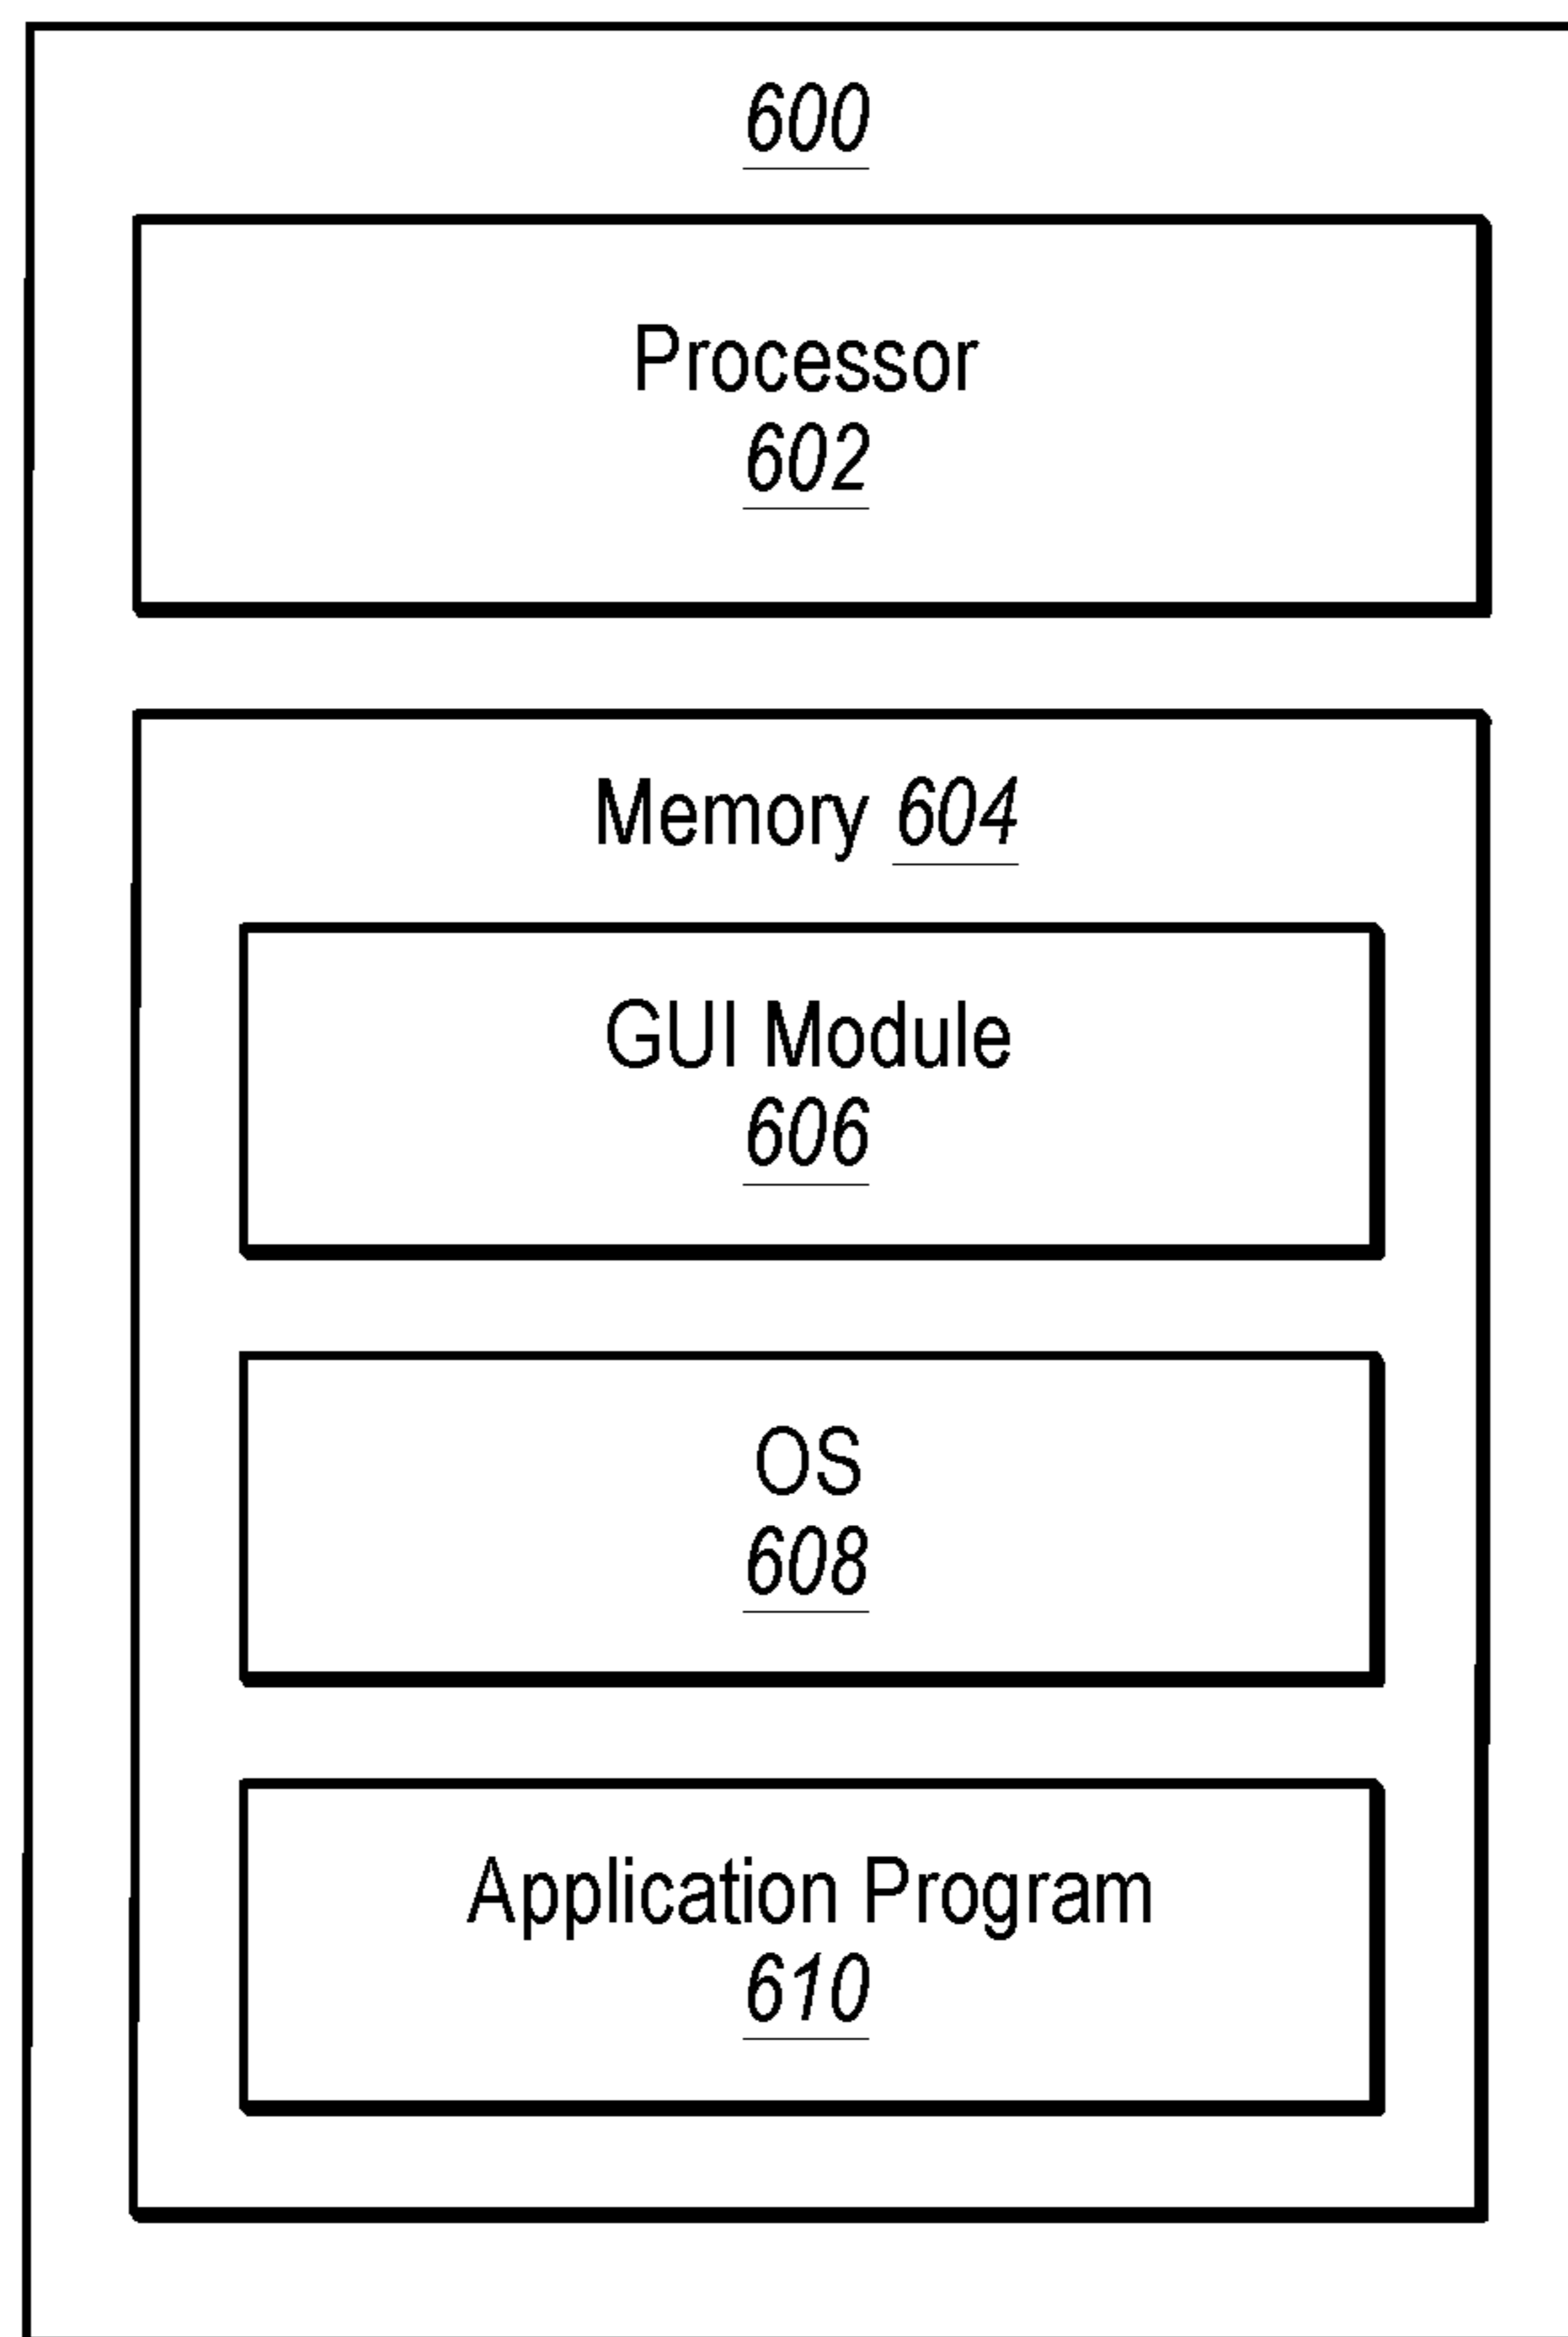 600
Processor
602
Memory 604
GUI Module
606
OS
608
Application Program
610